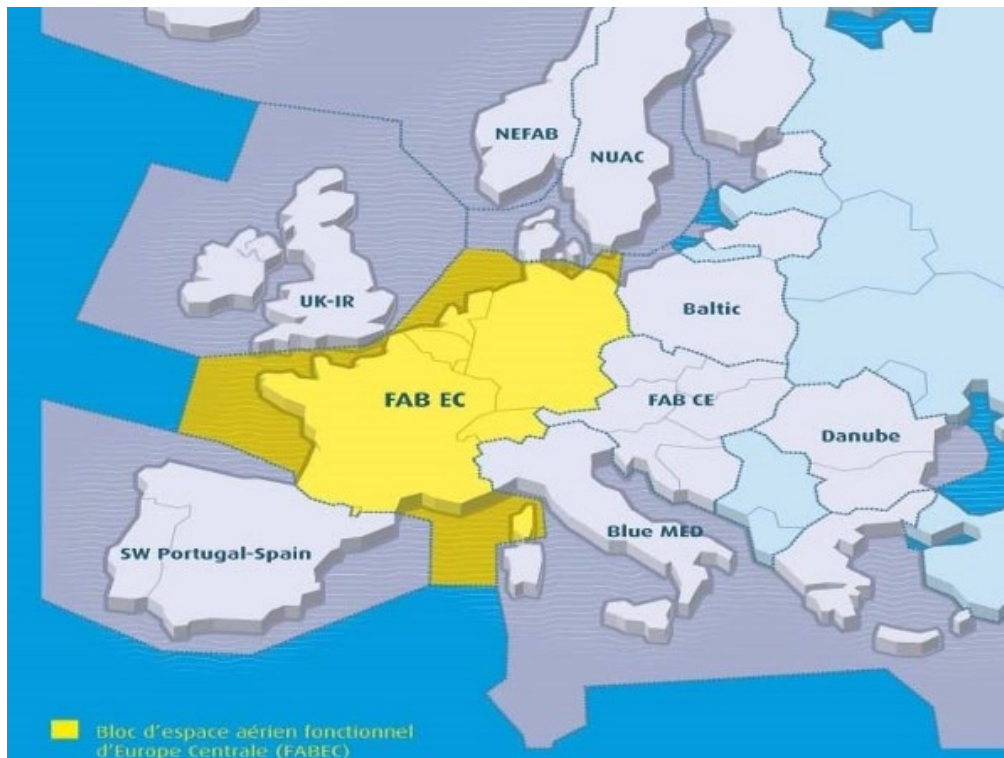 NEFAB
NUAC
UK-IR
Baltic
FAB EC
FAB CE
Danube
Blue MED
SW Portugal-Spain
Bloc d'espace aérien fonctionnel
d'Europe Centrale (FABEC)